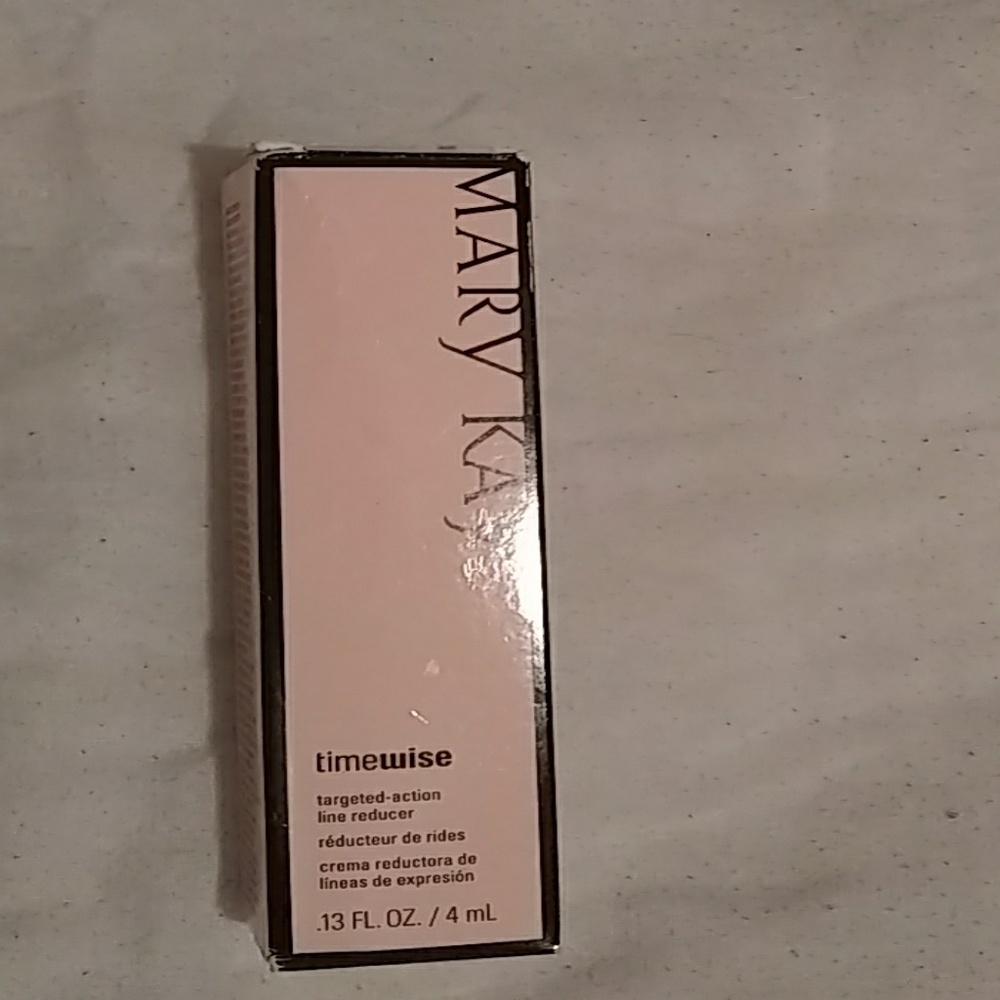 MARY KAY
timewise
targeted-action
line reducer
réducteur de rides
crema reductora de
líneas de expresión
.13 FL. OZ. / 4 mL